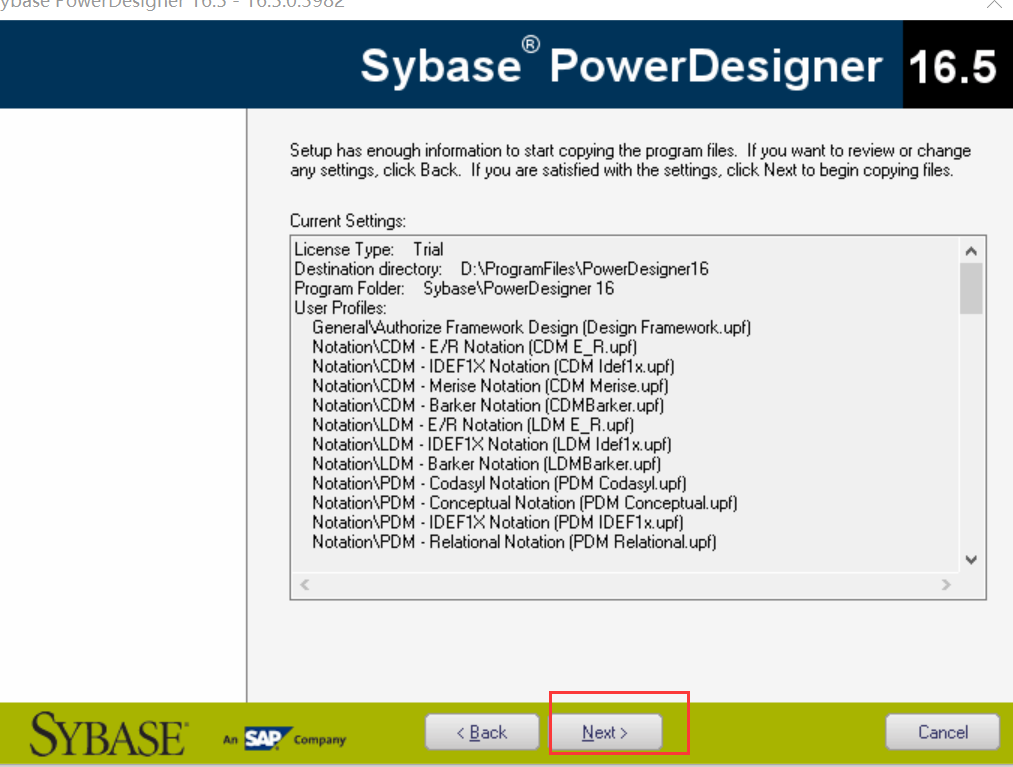 ybase PowerDesigner 16.5 - 16.5.0.3982
Sybase® PowerDesigner 16.5
Setup has enough information to start copying the program files. If you want to review or change
any settings, click Back. If you are satisfied with the settings, click Next to begin copying files.
Current Settings:
License Type: Trial
Destination directory: D:\ProgramFiles\PowerDesigner16
Program Folder: Sybase\PowerDesigner 16
User Profiles:
General\Authorize Framework Design (Design Framework.upf)
Notation\CDM - E/R Notation (CDM E_R.upf)
Notation\CDM - IDEF1X Notation (CDM Idef1x.upf)
Notation\CDM - Merise Notation (CDM Merise.upf)
Notation\CDM - Barker Notation (CDMBarker.upf)
Notation\LDM - E/R Notation (LDM E_R.upf)
Notation\LDM - IDEF1X Notation (LDM Idef1x.upf)
Notation\LDM - Barker Notation (LDMBarker.upf)
Notation\PDM - Codasyl Notation (PDM Codasyl.upf)
Notation\PDM - Conceptual Notation (PDM Conceptual.upf)
Notation\PDM - IDEF1X Notation (PDM IDEF1x.upf)
Notation\PDM - Relational Notation (PDM Relational.upf)
SYBASE® An SAP Company < Back Next > Cancel